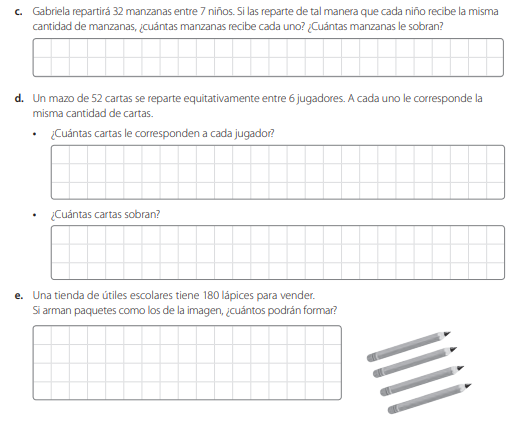 c. Gabriela repartirá 32 manzanas entre 7 niños. Si las reparte de tal manera que cada niño recibe la misma
cantidad de manzanas, ¿cuántas manzanas recibe cada uno? ¿Cuántas manzanas le sobran?
d. Un mazo de 52 cartas se reparte equitativamente entre 6 jugadores. A cada uno le corresponde la
misma cantidad de cartas.
• ¿Cuántas cartas le corresponden a cada jugador?
• ¿Cuántas cartas sobran?
e. Una tienda de útiles escolares tiene 180 lápices para vender.
Si arman paquetes como los de la imagen, ¿cuántos podrán formar?